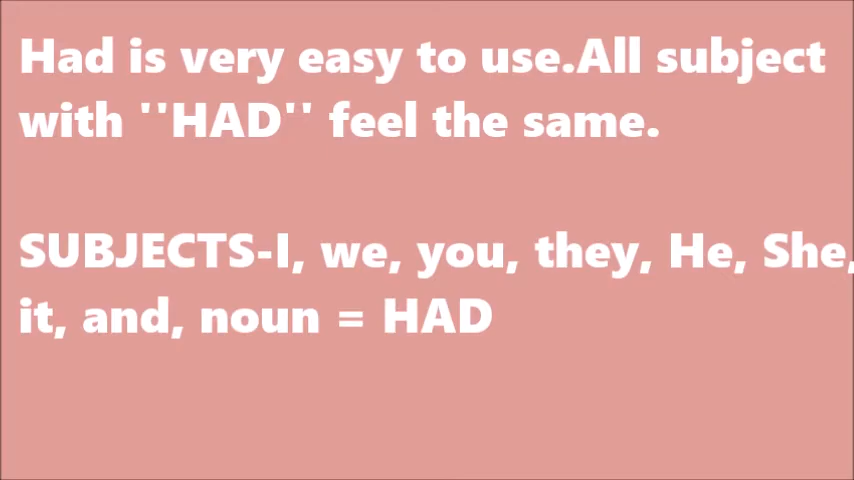 Had is very easy to use.All subject
with ''HAD'' feel the same.
SUBJECTS-I, we, you, they, He, She,
it, and, noun = HAD